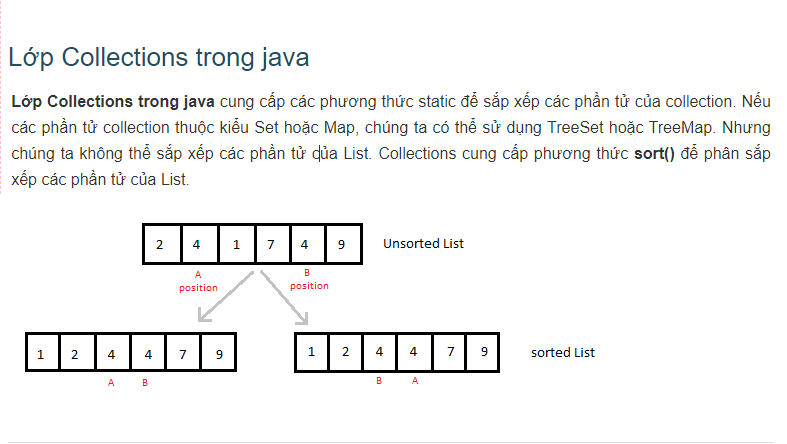 Lớp Collections trong java
Lớp Collections trong java cung cấp các phương thức static để sắp xếp các phần tử của collection. Nếu
các phần tử collection thuộc kiểu Set hoặc Map, chúng ta có thể sử dụng TreeSet hoặc TreeMap. Nhưng
chúng ta không thể sắp xếp các phần tử của List. Collections cung cấp phương thức sort() để phân sắp
xếp các phần tử của List.
2 4 1 7 4 9 Unsorted List
A B
position position
1 2 4 4 7 9 1 2 4 4 7 9 sorted List
A B B A